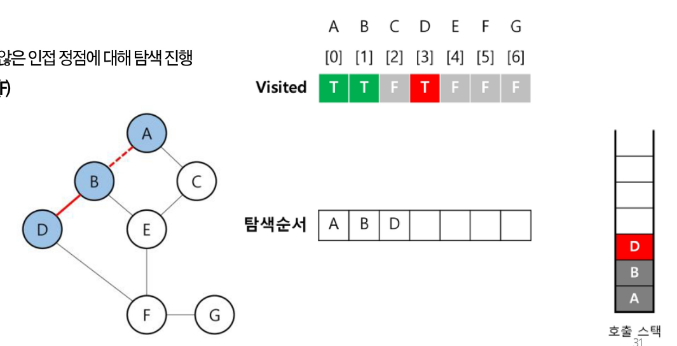 A B C D E F G
않은 인접 정점에 대해 탐색 진행
[0] [1] [2] [3] [4] [5] [6]
F)
Visited T T F T F F F
A
B
C
D
E
탐색순서 A B D
F
G
D
B
A
호출 스택
31